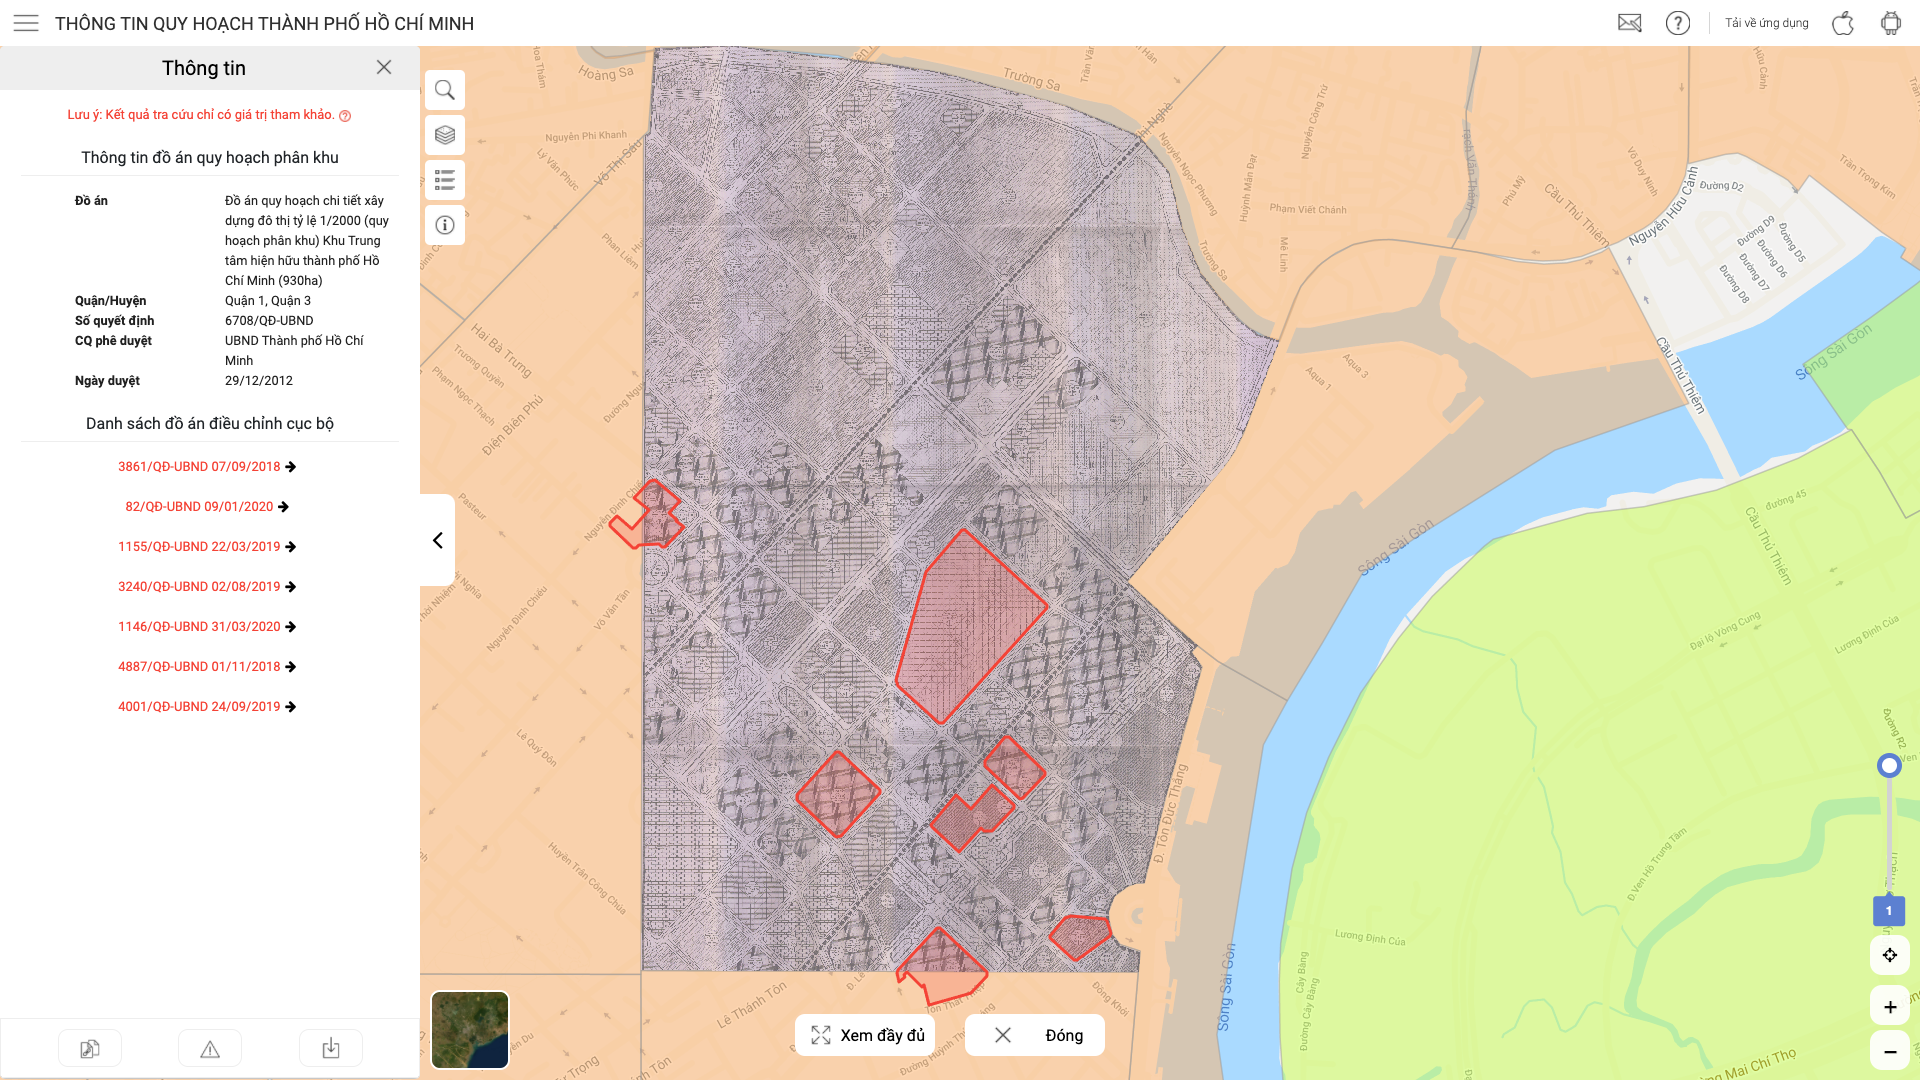 THÔNG TIN QUY HOẠCH THÀNH PHỐ HỒ CHÍ MINH
Tải về ứng dụng
Thông tin
Lưu ý: Kết quả tra cứu chỉ có giá trị tham khảo.
Thông tin đồ án quy hoạch phân khu
Đồ án
Đồ án quy hoạch chi tiết xây
dựng đô thị tỷ lệ 1/2000 (quy
hoạch phân khu) Khu Trung
tâm hiện hữu thành phố Hồ
Chí Minh (930ha)
Quận/Huyện Quận 1, Quận 3
Số quyết định 6708/QĐ-UBND
CQ phê duyệt UBND Thành phố Hồ Chí
Minh
Ngày duyệt 29/12/2012
Danh sách đồ án điều chỉnh cục bộ
3861/QĐ-UBND 07/09/2018
82/QĐ-UBND 09/01/2020
1155/QĐ-UBND 22/03/2019
3240/QĐ-UBND 02/08/2019
1146/QĐ-UBND 31/03/2020
4887/QĐ-UBND 01/11/2018
4001/QĐ-UBND 24/09/2019
Hoàng Sa
Trường Sa
Nguyễn Phi Khanh
Lý Văn Phức
Võ Thị Sáu
Hai Bà Trưng
Trương Quyền
Phạm Ngọc Thạch
Điện Biên Phủ
Pasteur
Nguyễn Đình Chiểu
Võ Văn Tần
Lê Quý Đôn
Huyền Trân Công Chúa
Lê Thánh Tôn
Đồng Khởi
Đ. Tôn Đức Thắng
Nguyễn Ngọc Phương
Trường Sa
Huỳnh Mẫn Đạt
Nguyễn Công Trứ
Phạm Viết Chánh
Mê Linh
Phú Mỹ
Cầu Thủ Thiêm
Võ Duy Ninh
Nguyễn Hữu Cảnh
Trần Trọng Kim
Đường D2
Đường D9
Đường D5
Đường D6
Đường D7
Đường D8
Aqua 1
Aqua 3
Cầu Thủ Thiêm
Sông Sài Gòn
Sông Sài Gòn
đường 45
Cầu Thủ Thiêm
Đại lộ Vòng Cung
Lương Định Của
Đường R2
Ven Hồ Trung Tâm
Lương Định Của
Cây Bàng
Đường Cây Bàng
Sông Sài Gòn
Mai Chí Thọ
1
Xem đầy đủ
Đóng